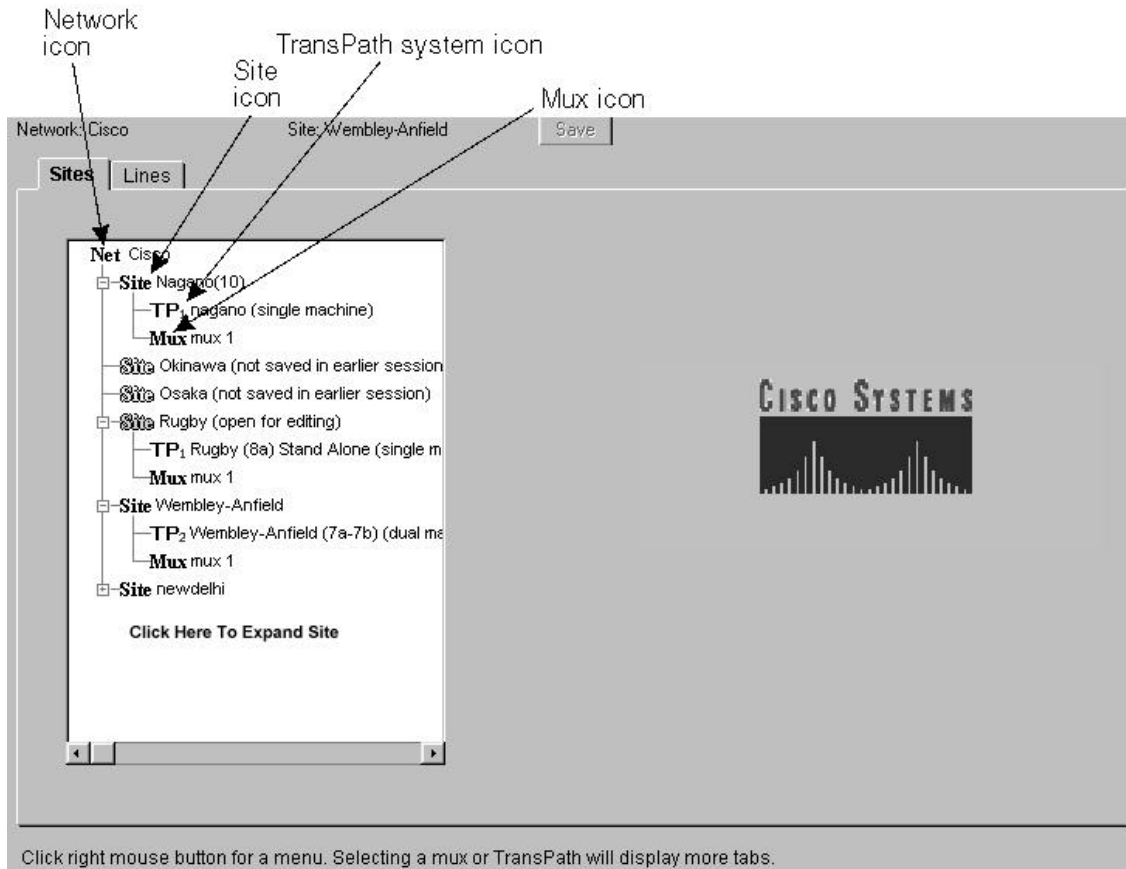 Network
icon
TransPath system icon
Site
icon
Mux icon
Network: Cisco
Site: Wembley-Anfield
Save
Sites
Lines
Net Cisco
Site Nagano(10)
TP1 nagano (single machine)
Mux mux 1
Site Okinawa (not saved in earlier session
Site Osaka (not saved in earlier session)
Site Rugby (open for editing)
TP1 Rugby (8a) Stand Alone (single m
Mux mux 1
Site Wembley-Anfield
TP2 Wembley-Anfield (7a-7b) (dual ma
Mux mux 1
Site newdelhi
Click Here To Expand Site
CISCO SYSTEMS
Click right mouse button for a menu. Selecting a mux or TransPath will display more tabs.